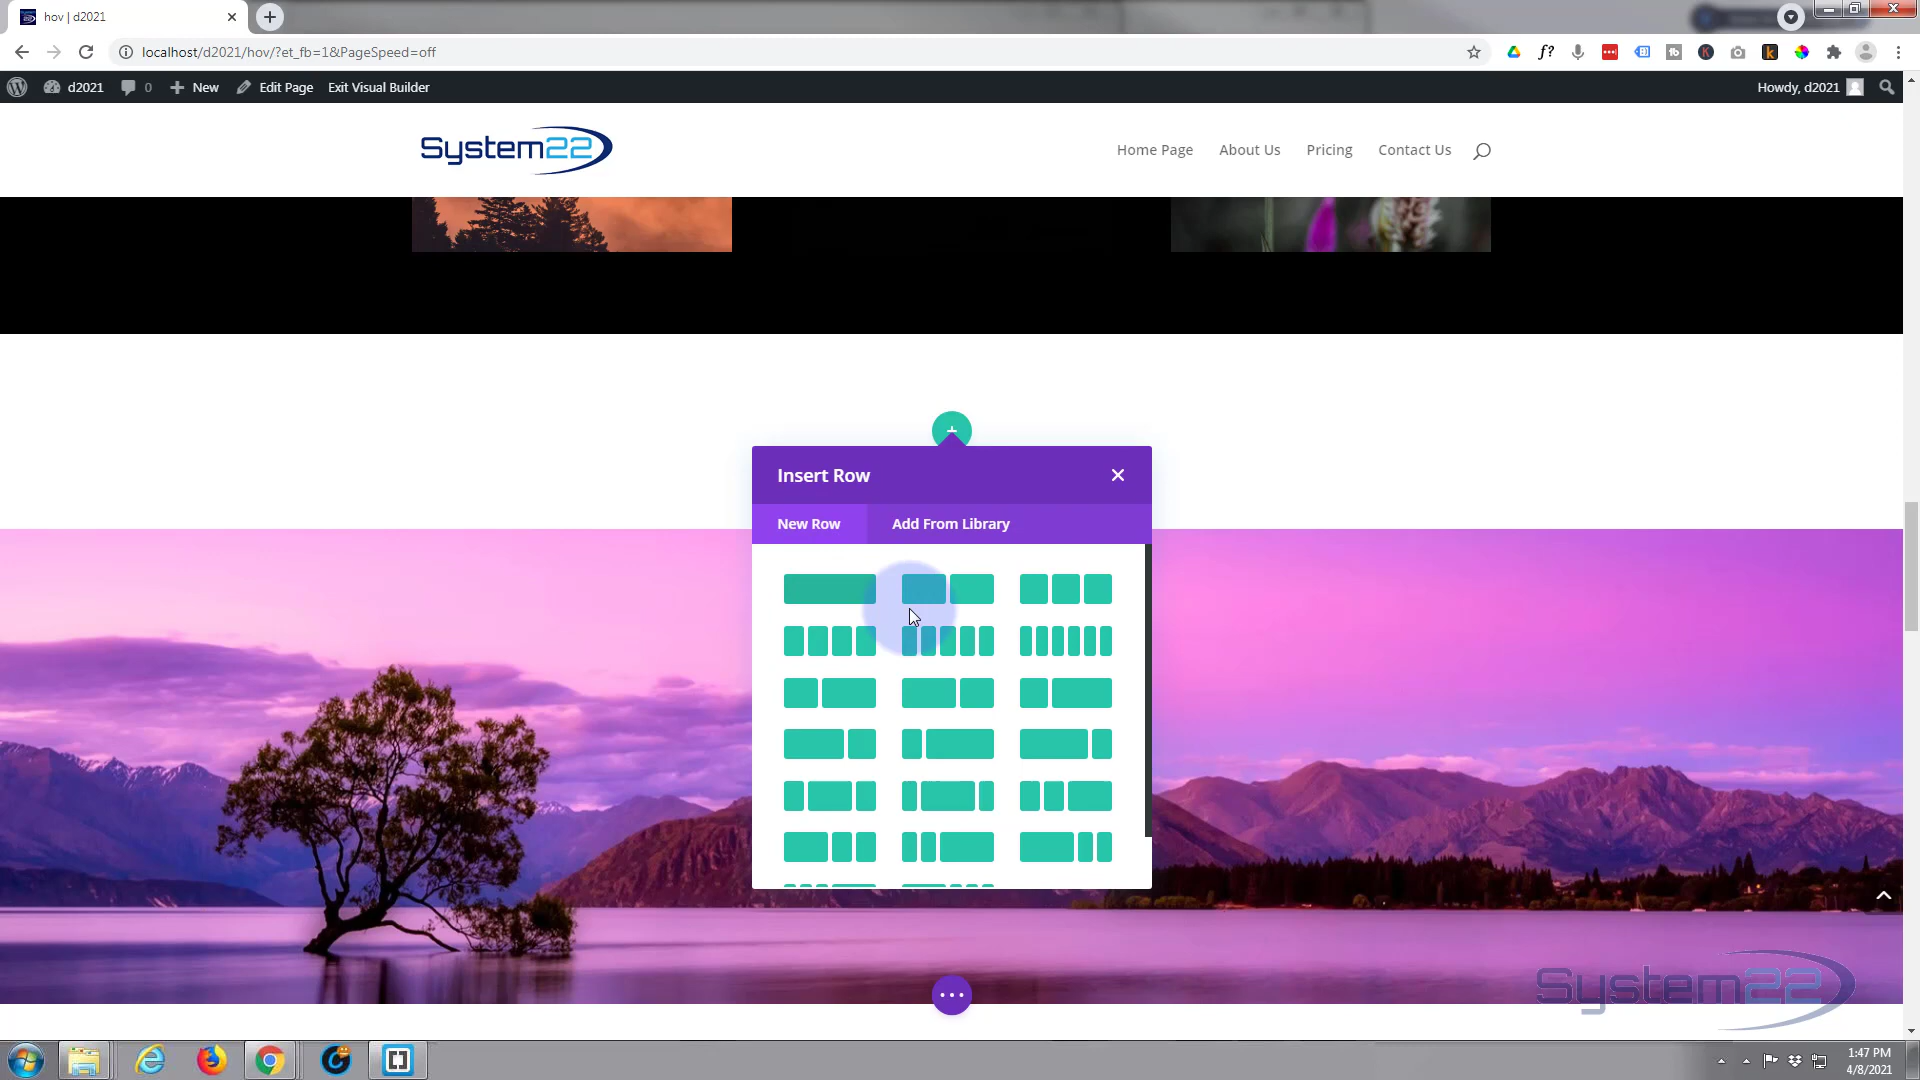 hov | d2021
localhost/d2021/hov/?et_fb=1&PageSpeed=off
d2021 0 New Edit Page Exit Visual Builder Howdy, d2021
System22
Home Page About Us Pricing Contact Us
Insert Row
New Row Add From Library
System22
1:47 PM
4/8/2021